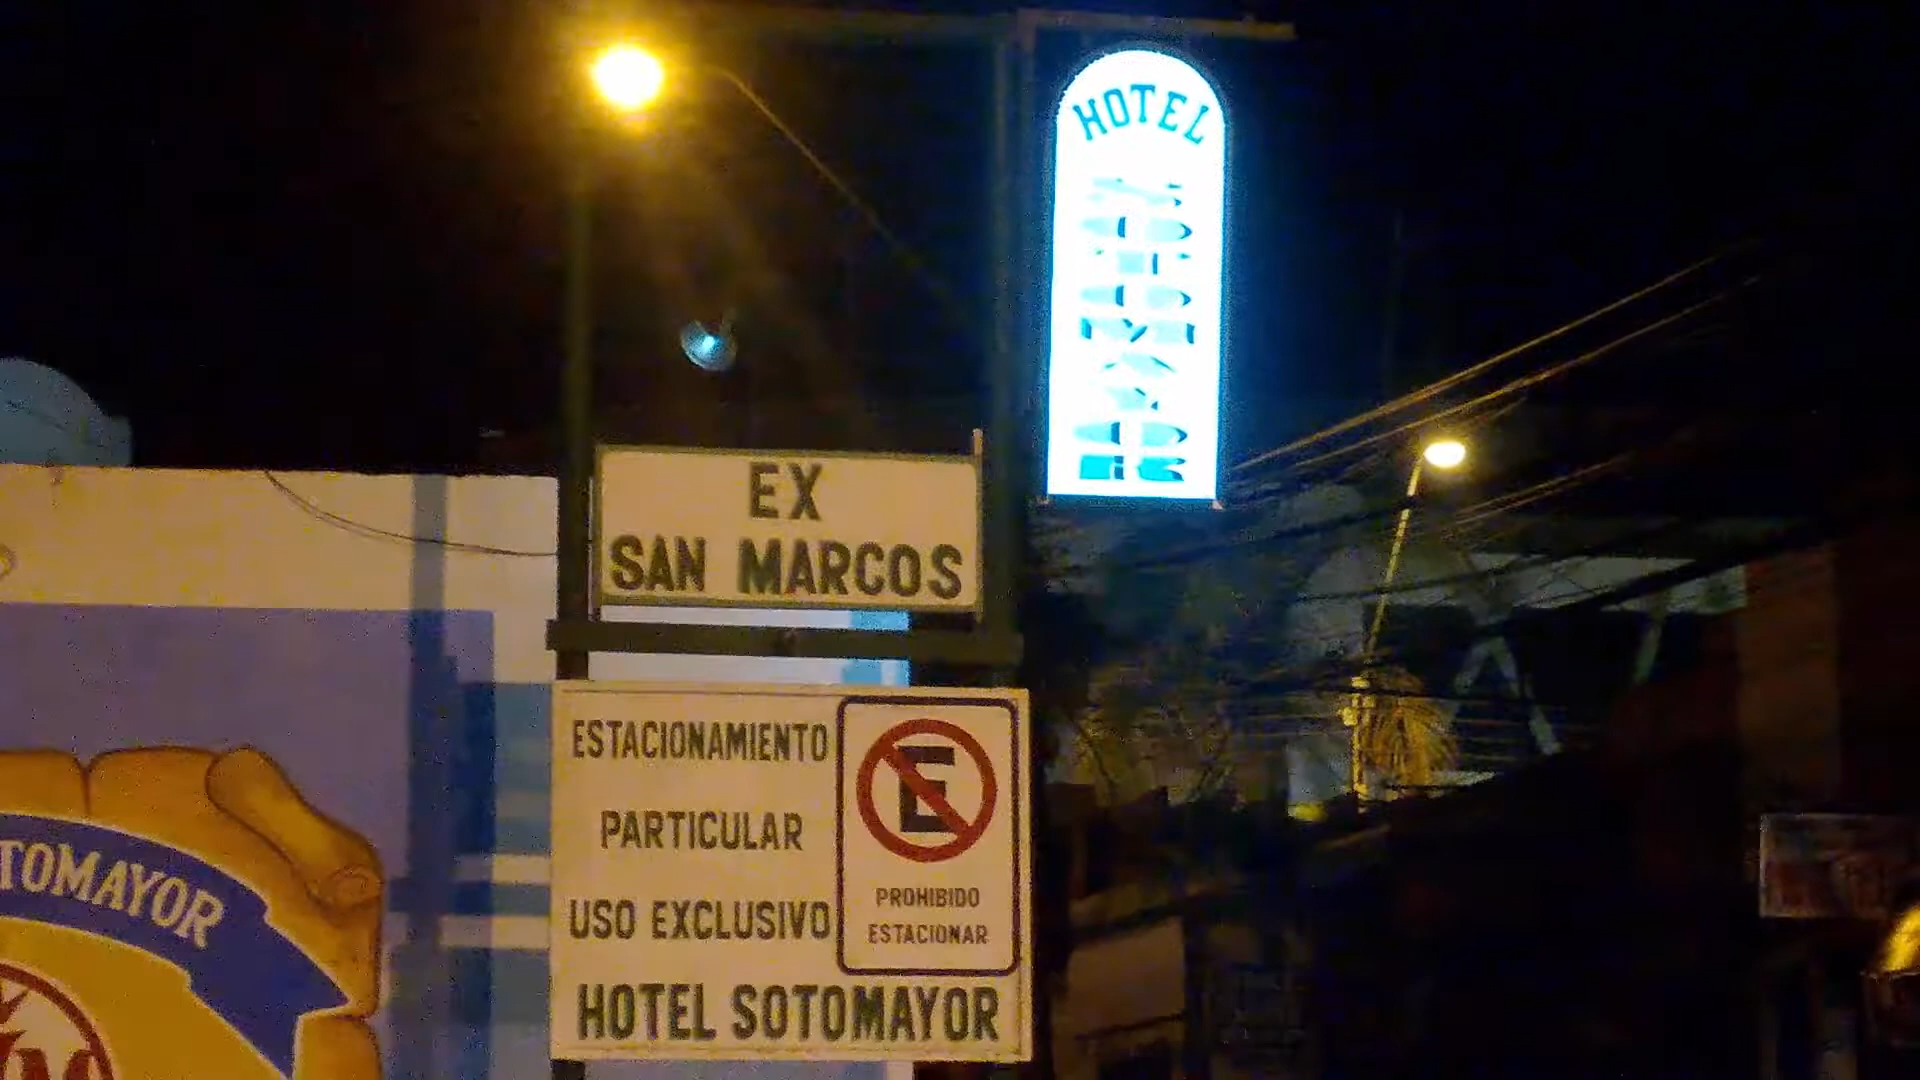 HOTEL
EX
SAN MARCOS
ESTACIONAMIENTO
PARTICULAR
USO EXCLUSIVO
HOTEL SOTOMAYOR
E
PROHIBIDO
ESTACIONAR
TOMAYOR